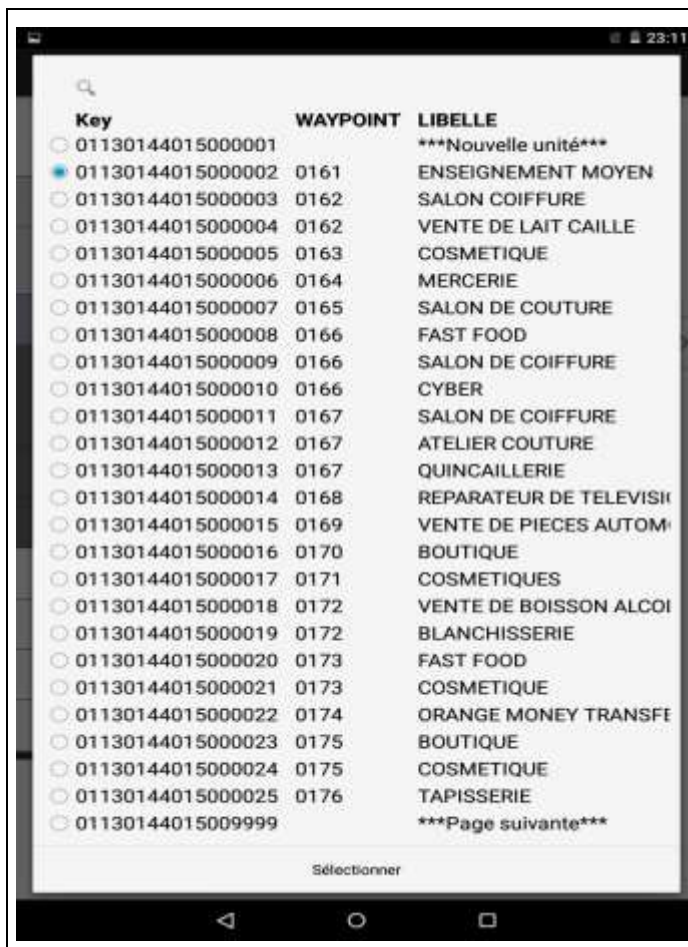 23:11
Key WAYPOINT LIBELLE
01130144015000001 ***Nouvelle unité***
01130144015000002 0161 ENSEIGNEMENT MOYEN
01130144015000003 0162 SALON COIFFURE
01130144015000004 0162 VENTE DE LAIT CAILLE
01130144015000005 0163 COSMETIQUE
01130144015000006 0164 MERCERIE
01130144015000007 0165 SALON DE COUTURE
01130144015000008 0166 FAST FOOD
01130144015000009 0166 SALON DE COIFFURE
01130144015000010 0166 CYBER
01130144015000011 0167 SALON DE COIFFURE
01130144015000012 0167 ATELIER COUTURE
01130144015000013 0167 QUINCAILLERIE
01130144015000014 0168 REPARATEUR DE TELEVISI
01130144015000015 0169 VENTE DE PIECES AUTOM
01130144015000016 0170 BOUTIQUE
01130144015000017 0171 COSMETIQUES
01130144015000018 0172 VENTE DE BOISSON ALCO
01130144015000019 0172 BLANCHISSERIE
01130144015000020 0173 FAST FOOD
01130144015000021 0173 COSMETIQUE
01130144015000022 0174 ORANGE MONEY TRANSFE
01130144015000023 0175 BOUTIQUE
01130144015000024 0175 COSMETIQUE
01130144015000025 0176 TAPISSERIE
01130144015009999 ***Page suivante***
Sélectionner